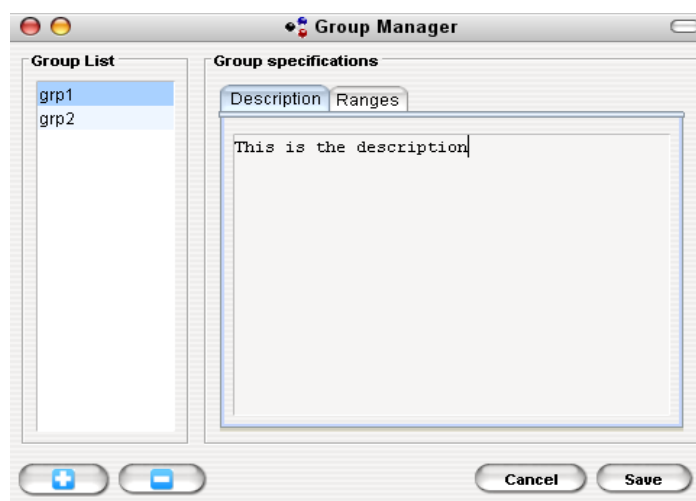 Group Manager
Group List
grp1
grp2
Group specifications
Description Ranges
This is the description
Cancel Save